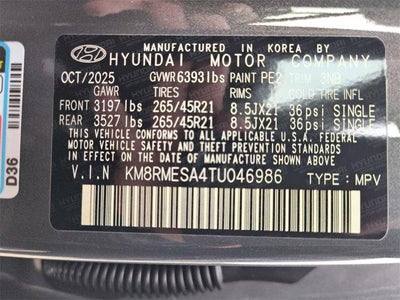 MANUFACTURED IN KOREA BY
HYUNDAI MOTOR COMPANY
OCT/2025 GVWR 6393 lbs PAINT PE2 TRIM 3NB
GAWR TIRES RIMS COLD TIRE INFL
FRONT 3197 lbs 265/45R21 8.5JX21 36psi SINGLE
REAR 3527 lbs 265/45R21 8.5JX21 36psi SINGLE
THIS VEHICLE CONFORMS TO ALL APPLICABLE FEDERAL
MOTOR VEHICLE SAFETY, BUMPER, AND THEFT PREVENTION
STANDARDS IN EFFECT ON THE DATE OF MANUFACTURE SHOWN ABOVE
V.I.N KM8RMESA4TU046986 TYPE: MPV
D36